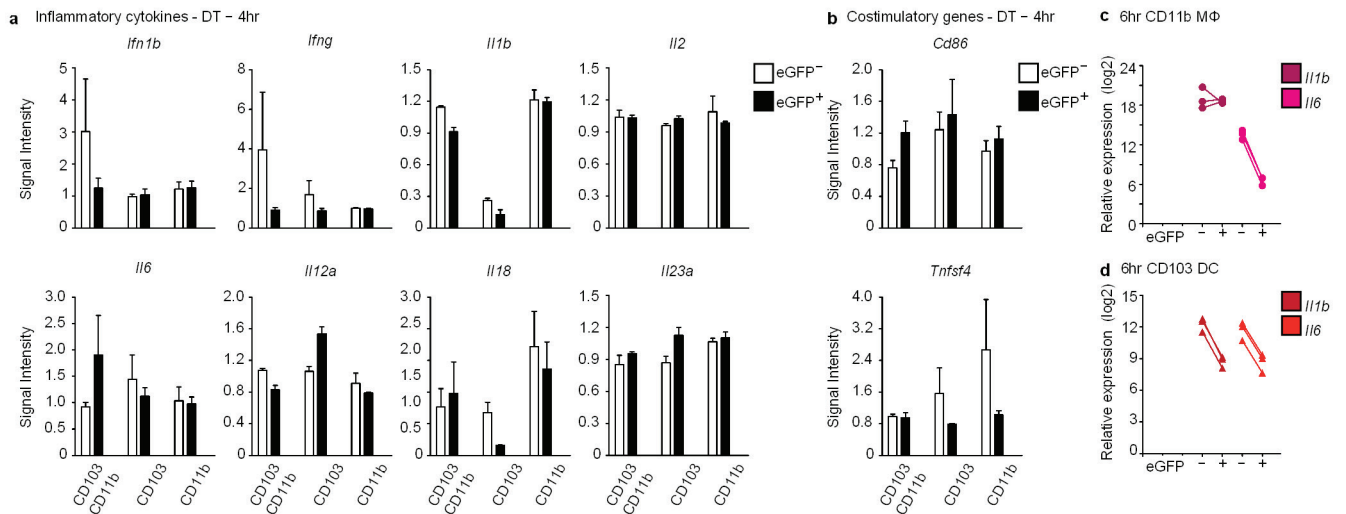 a Inflammatory cytokines - DT − 4hr
Ifn1b
Ifng
Il1b
Il2
Signal Intensity
5
4
3
2
1
0
8
6
4
2
0
1.5
1.2
0.9
0.6
0.3
0
1.5
1.2
0.9
0.6
0.3
0
eGFP−
eGFP+
Il6
Il12a
Il18
Il23a
Signal Intensity
3.0
2.5
2.0
1.5
1.0
0.5
0
2.0
1.6
1.2
0.8
0.4
0
1.8
1.5
1.2
0.9
0.6
0.3
0
1.5
1.2
0.9
0.6
0.3
0
CD103
CD11b
CD103
CD11b
CD103
CD11b
CD103
CD11b
CD103
CD11b
CD103
CD11b
CD103
CD11b
CD103
CD11b
b Costimulatory genes - DT − 4hr
Cd86
Signal Intensity
2.0
1.6
1.2
0.8
0.4
0
eGFP−
eGFP+
Tnfsf4
Signal Intensity
4.0
3.2
2.4
1.6
0.8
0
CD103
CD11b
CD103
CD11b
c 6hr CD11b MΦ
Relative expression (log2)
24
18
12
6
0
eGFP − + − +
Il1b
Il6
d 6hr CD103 DC
Relative expression (log2)
15
12
9
6
3
0
eGFP − + − +
Il1b
Il6